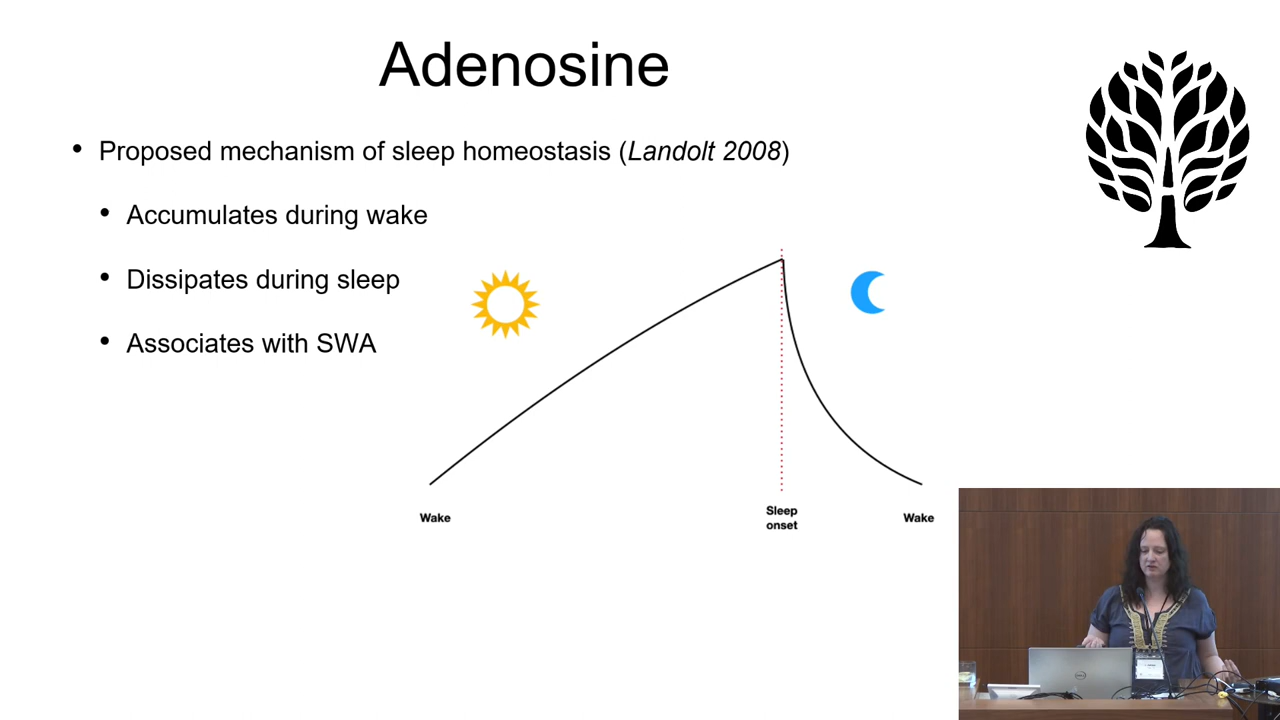 Adenosine
• Proposed mechanism of sleep homeostasis (Landolt 2008)
• Accumulates during wake
• Dissipates during sleep
• Associates with SWA
Wake
Sleep
onset
Wake
DELL